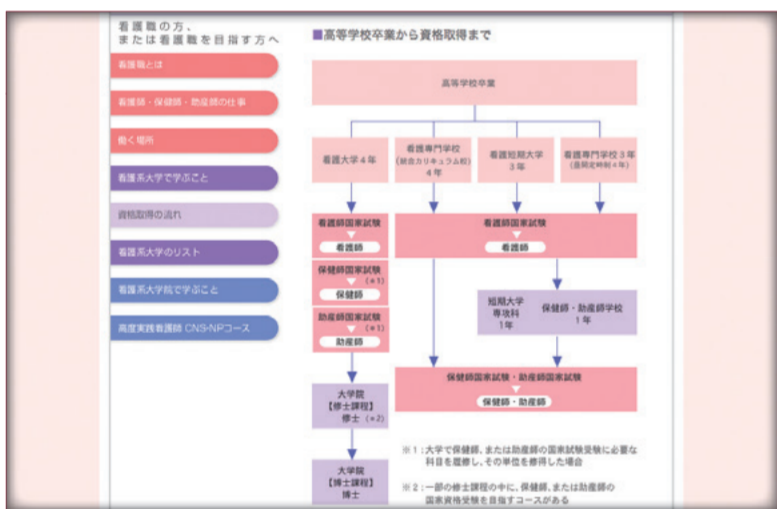 看護職の方、
または看護職を目指す方へ
看護職とは
看護師・保健師・助産師の仕事
働く場所
看護系大学で学ぶこと
資格取得の流れ
看護系大学のリスト
看護系大学院で学ぶこと
高度実践看護師 CNS-NPコース
■高等学校卒業から資格取得まで
高等学校卒業
看護大学4年
看護専門学校
(統合カリキュラム校)
4年
看護短期大学
3年
看護専門学校3年
(昼間定時制4年)
看護師国家試験
看護師
保健師国家試験
(*1)
保健師
助産師国家試験
(*1)
助産師
大学院
【修士課程】
修士 (*2)
大学院
【博士課程】
博士
看護師国家試験
看護師
短期大学
専攻科
1年
保健師・助産師学校
1年
保健師国家試験・助産師国家試験
保健師・助産師
※1：大学で保健師、または助産師の国家試験受験に必要な
科目を履修し、その単位を修得した場合
※2：一部の修士課程の中に、保健師、または助産師の
国家資格受験を目指すコースがある